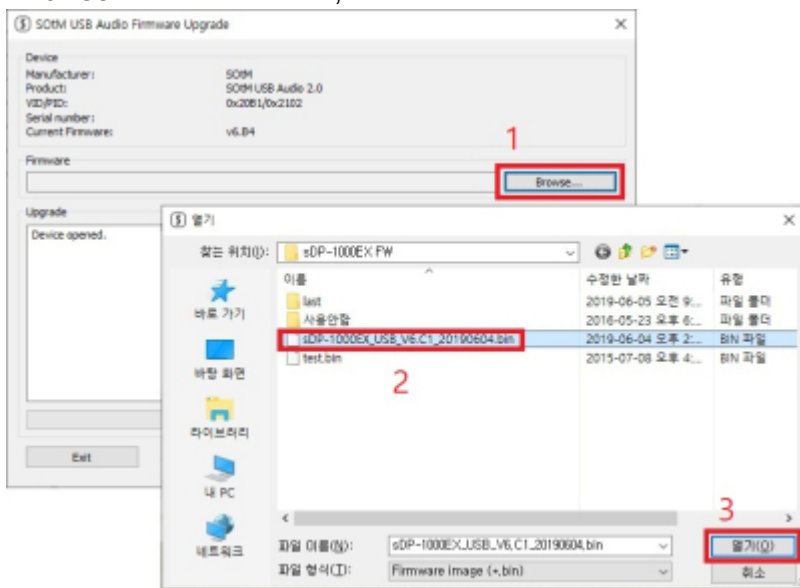 SOtM USB Audio Firmware Upgrade
Device
Manufacturer: SOtM
Product: SOtM USB Audio 2.0
VID/PID: 0x20B1/0x2102
Serial number:
Current Firmware: v6.B4
1
Firmware
Browse...
Upgrade
Device opened.
열기
찾는 위치(I): sDP-1000EX FW
이름 수정한 날짜 유형
last 2019-06-05 오전 9:... 파일 폴더
사용안함 2016-05-23 오후 6:... 파일 폴더
sDP-1000EX_USB_V6.C1_20190604.bin 2019-06-04 오후 2:... BIN 파일
test.bin 2015-07-08 오후 4:... BIN 파일
2
바로 가기
바탕 화면
라이브러리
내 PC
네트워크
Exit
3
파일 이름(N): sDP-1000EX_USB_V6.C1_20190604.bin 열기(O)
파일 형식(T): Firmware image (*.bin) 취소